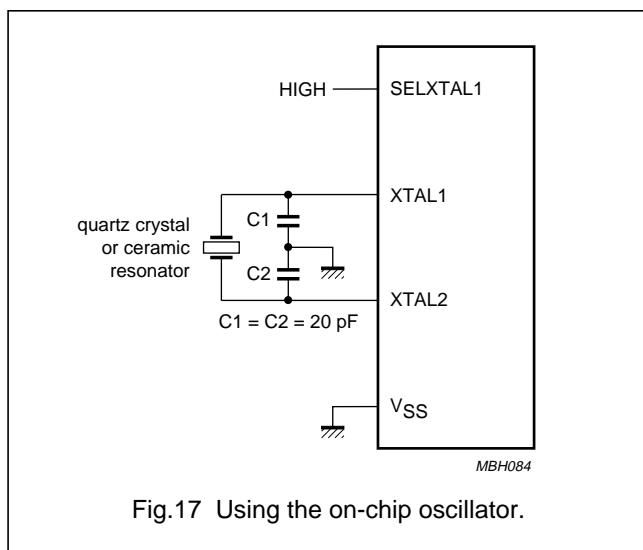 HIGH
SELXTAL1
XTAL1
C1
quartz crystal
or ceramic
resonator
C2
XTAL2
C1 = C2 = 20 pF
VSS
MBH084
Fig.17 Using the on-chip oscillator.